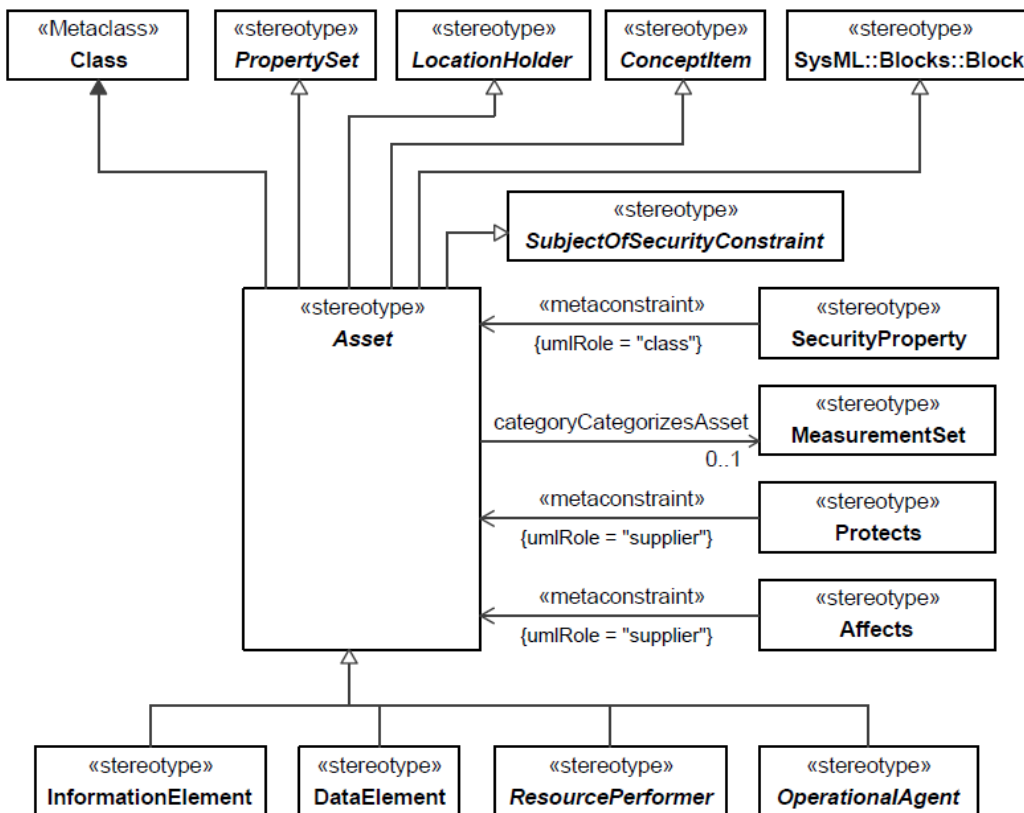 «Metaclass»
Class
«stereotype»
PropertySet
«stereotype»
LocationHolder
«stereotype»
ConceptItem
«stereotype»
SysML::Blocks::Block
«stereotype»
SubjectOfSecurityConstraint
«stereotype»
Asset
«metaconstraint»
{umlRole = "class"}
«stereotype»
SecurityProperty
categoryCategorizesAsset
0..1
«stereotype»
MeasurementSet
«metaconstraint»
{umlRole = "supplier"}
«stereotype»
Protects
«metaconstraint»
{umlRole = "supplier"}
«stereotype»
Affects
«stereotype»
InformationElement
«stereotype»
DataElement
«stereotype»
ResourcePerformer
«stereotype»
OperationalAgent